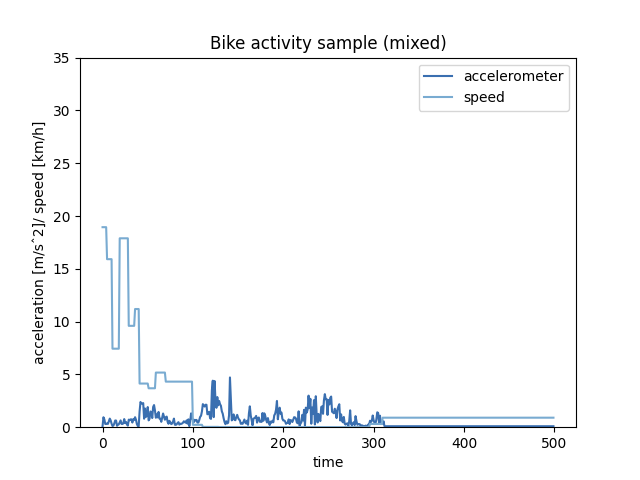 Bike activity sample (mixed)
acceleration [m/sˆ2]/ speed [km/h]
35
30
25
20
15
10
5
0
accelerometer
speed
0 100 200 300 400 500
time